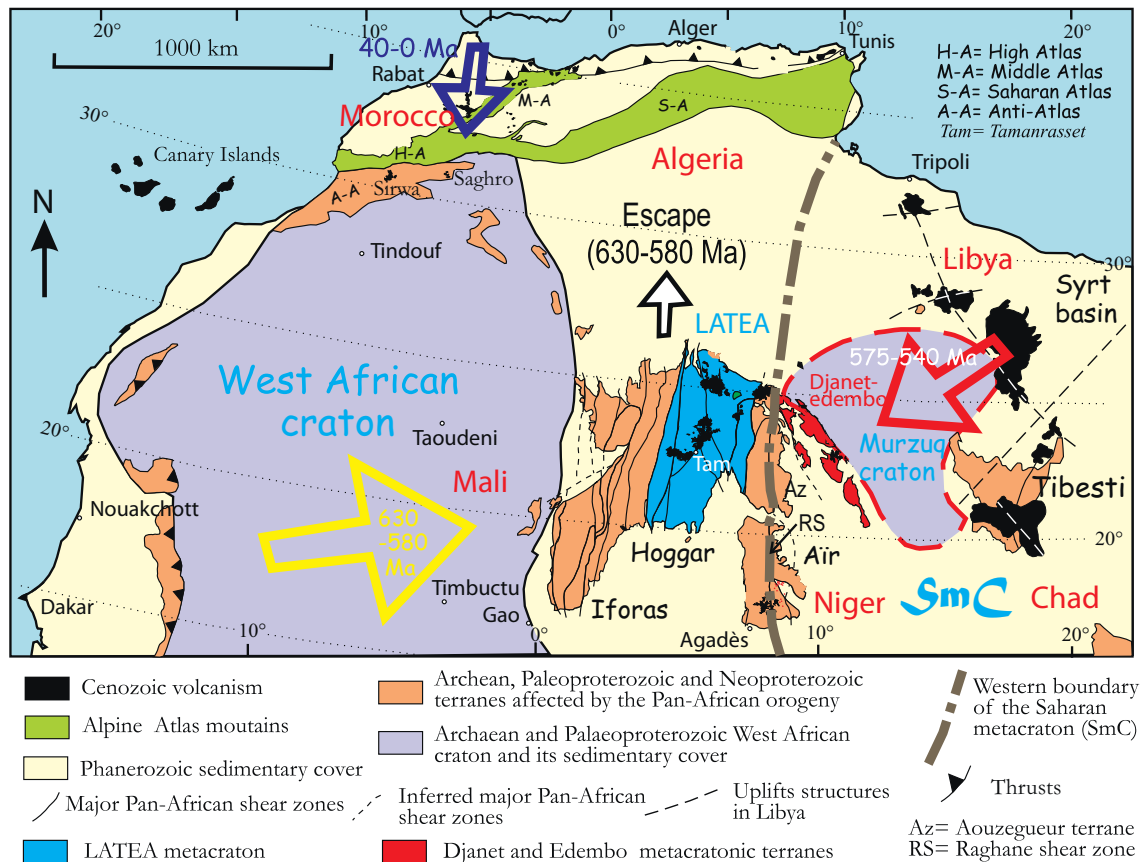 20°
10°
0°
10°
20°
1000 km
40-0 Ma
Alger
Tunis
Rabat
H-A= High Atlas
M-A= Middle Atlas
S-A= Saharan Atlas
A-A= Anti-Atlas
Tam= Tamanrasset
M-A
S-A
Morocco
30°
Canary Islands
H-A
Algeria
Tripoli
A-A
Sirwa
Saghro
N
Escape
(630-580 Ma)
Tindouf
Libya
30°
Syrt
basin
LATEA
575-540 Ma
West African
craton
Djanet-
edembo
20°
Taoudeni
Murzuq
craton
Tam
Mali
Az
Tibesti
Nouakchott
630
-580
Ma
RS
Hoggar
Aïr
20°
Timbuctu
Gao
Iforas
Niger
SmC
Chad
Dakar
Agadès
10°
0°
10°
20°
Cenozoic volcanism
Alpine Atlas moutains
Phanerozoic sedimentary cover
Major Pan-African shear zones
LATEA metacraton
Archean, Paleoproterozoic and Neoproterozoic
terranes affected by the Pan-African orogeny
Archaean and Palaeoproterozoic West African
craton and its sedimentary cover
Inferred major Pan-African
shear zones
Uplifts structures
in Libya
Djanet and Edembo metacratonic terranes
Western boundary
of the Saharan
metacraton (SmC)
Thrusts
Az= Aouzegueur terrane
RS= Raghane shear zone